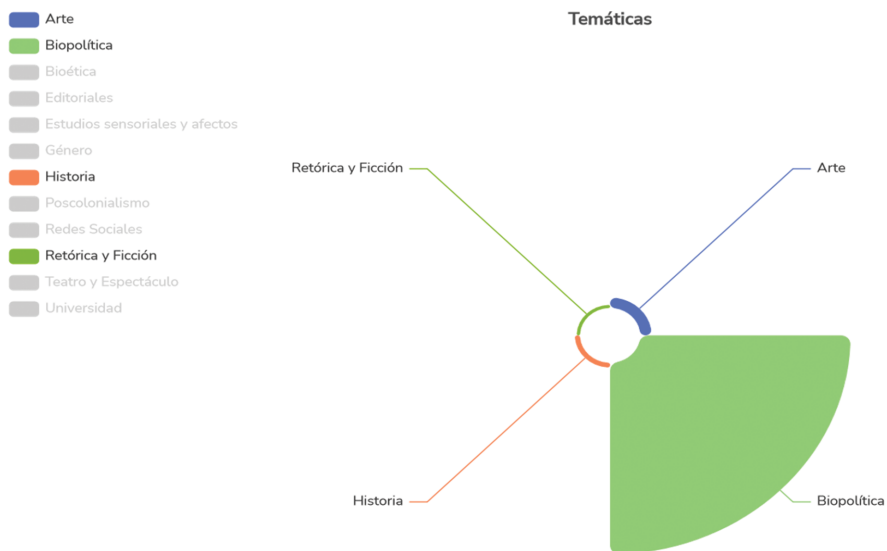 Temáticas
Arte
Biopolítica
Bioética
Editoriales
Estudios sensoriales y afectos
Género
Historia
Poscolonialismo
Redes Sociales
Retórica y Ficción
Teatro y Espectáculo
Universidad
Retórica y Ficción
Arte
Historia
Biopolítica